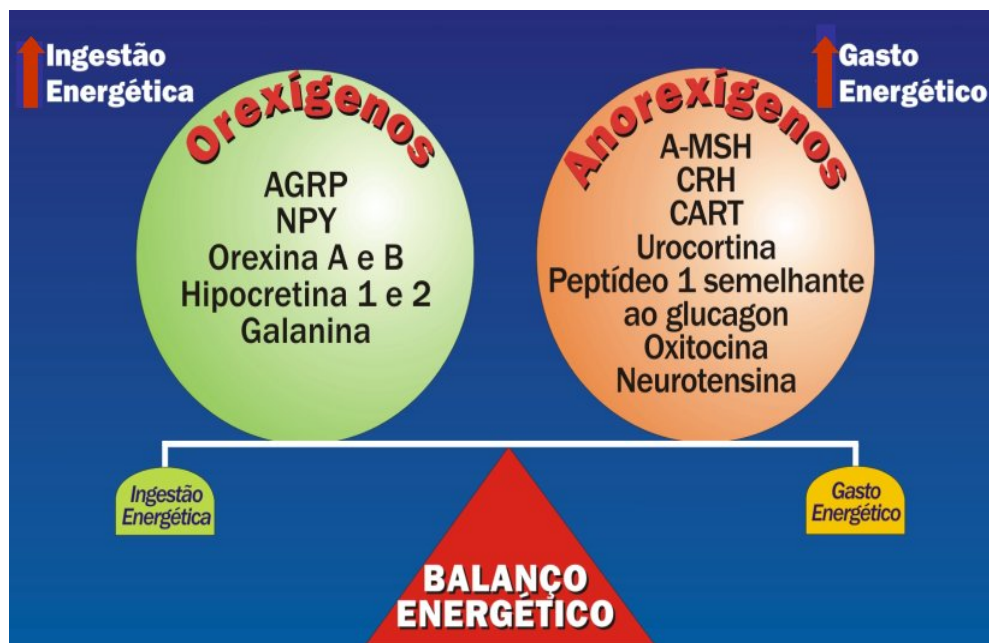 Ingestão
Energética
Gasto
Energético
Orexígenos
AGRP
NPY
Orexina A e B
Hipocretina 1 e 2
Galanina
Anorexígenos
A-MSH
CRH
CART
Urocortina
Peptídeo 1 semelhante
ao glucagon
Oxitocina
Neurotensina
Ingestão
Energética
Gasto
Energético
BALANÇO
ENERGÉTICO